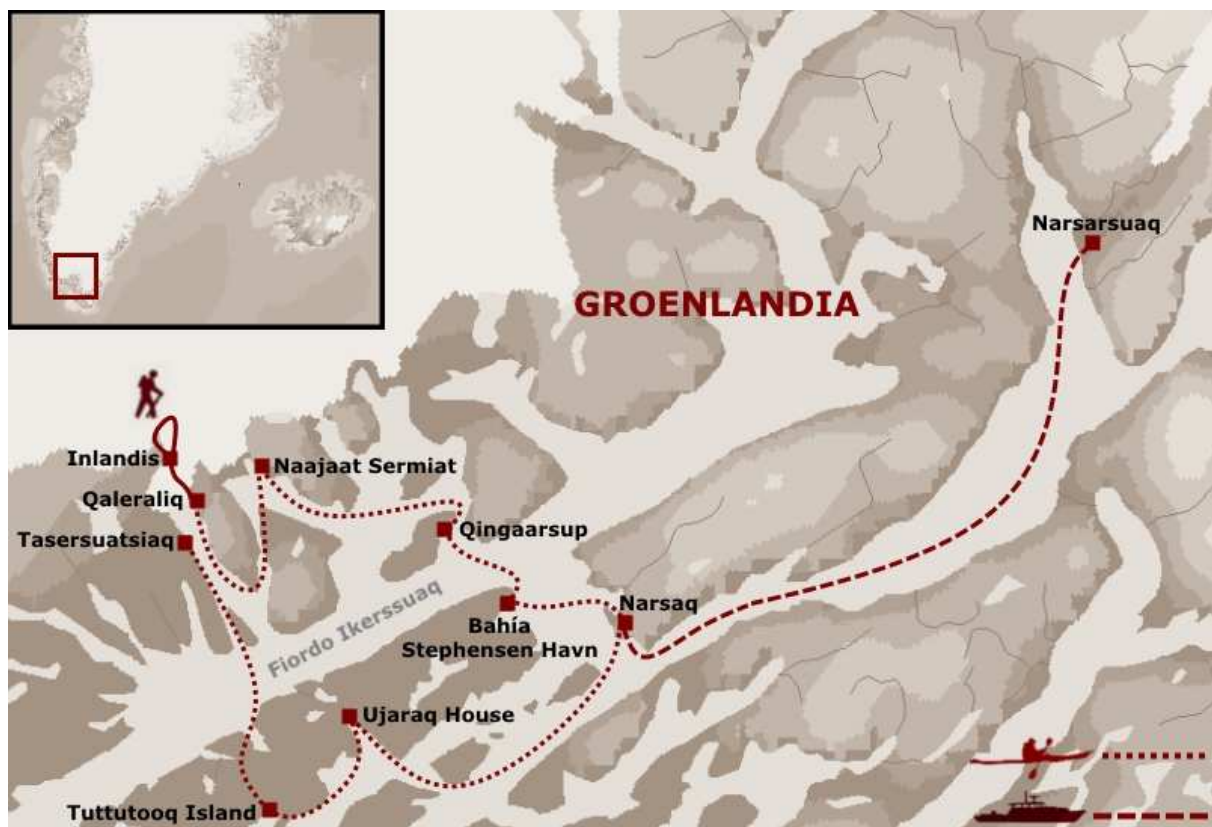 Narsarsuaq
GROENLANDIA
Inlandis
Naajaat Sermiat
Qaleraliq
Tasersuatsiaq
Qingaarsup
Fiordo Ikerssuaq
Narsaq
Bahía
Stephensen Havn
Ujaraq House
Tuttutooq Island